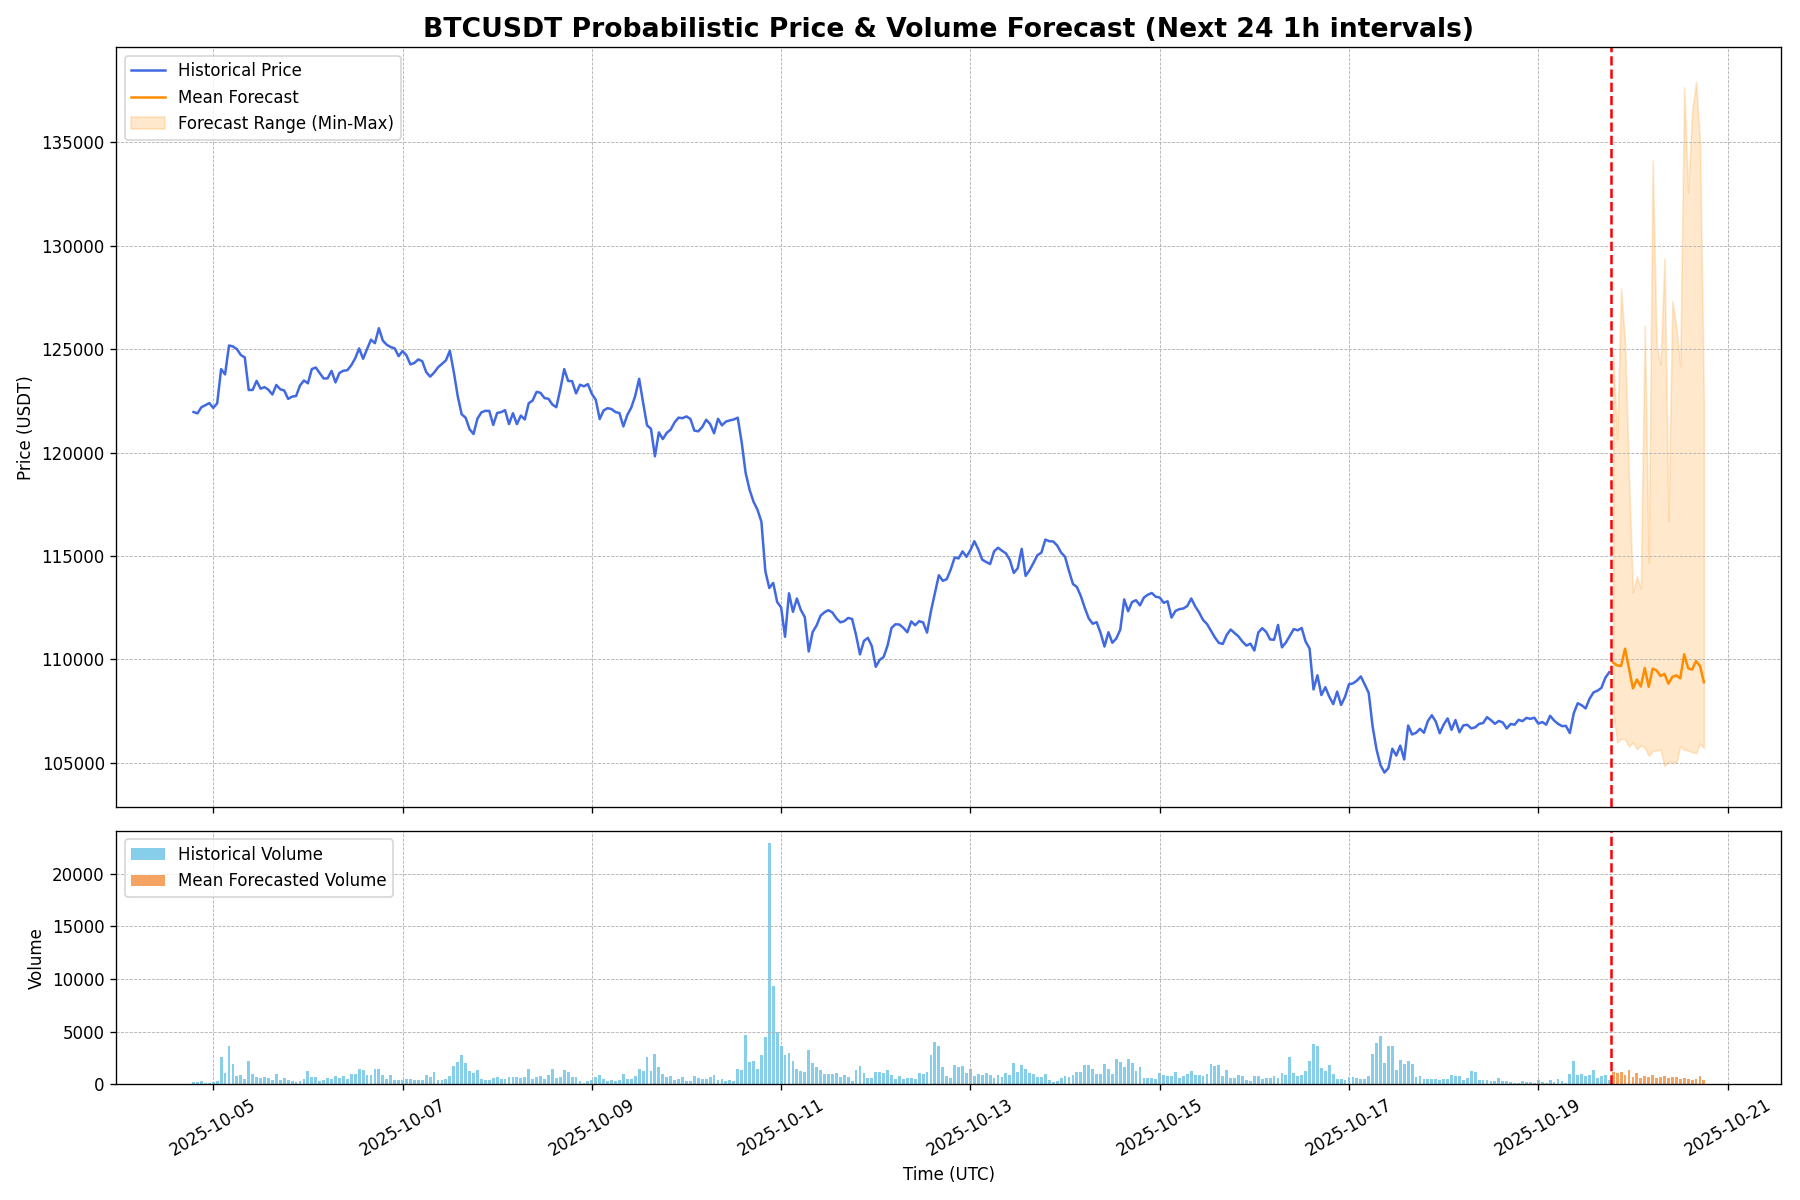 BTCUSDT Probabilistic Price & Volume Forecast (Next 24 1h intervals)
Historical Price
Mean Forecast
Forecast Range (Min-Max)
135000
130000
125000
120000
115000
110000
105000
Price (USDT)
Historical Volume
Mean Forecasted Volume
20000
15000
10000
5000
0
Volume
2025-10-05
2025-10-07
2025-10-09
2025-10-11
2025-10-13
2025-10-15
2025-10-17
2025-10-19
2025-10-21
Time (UTC)